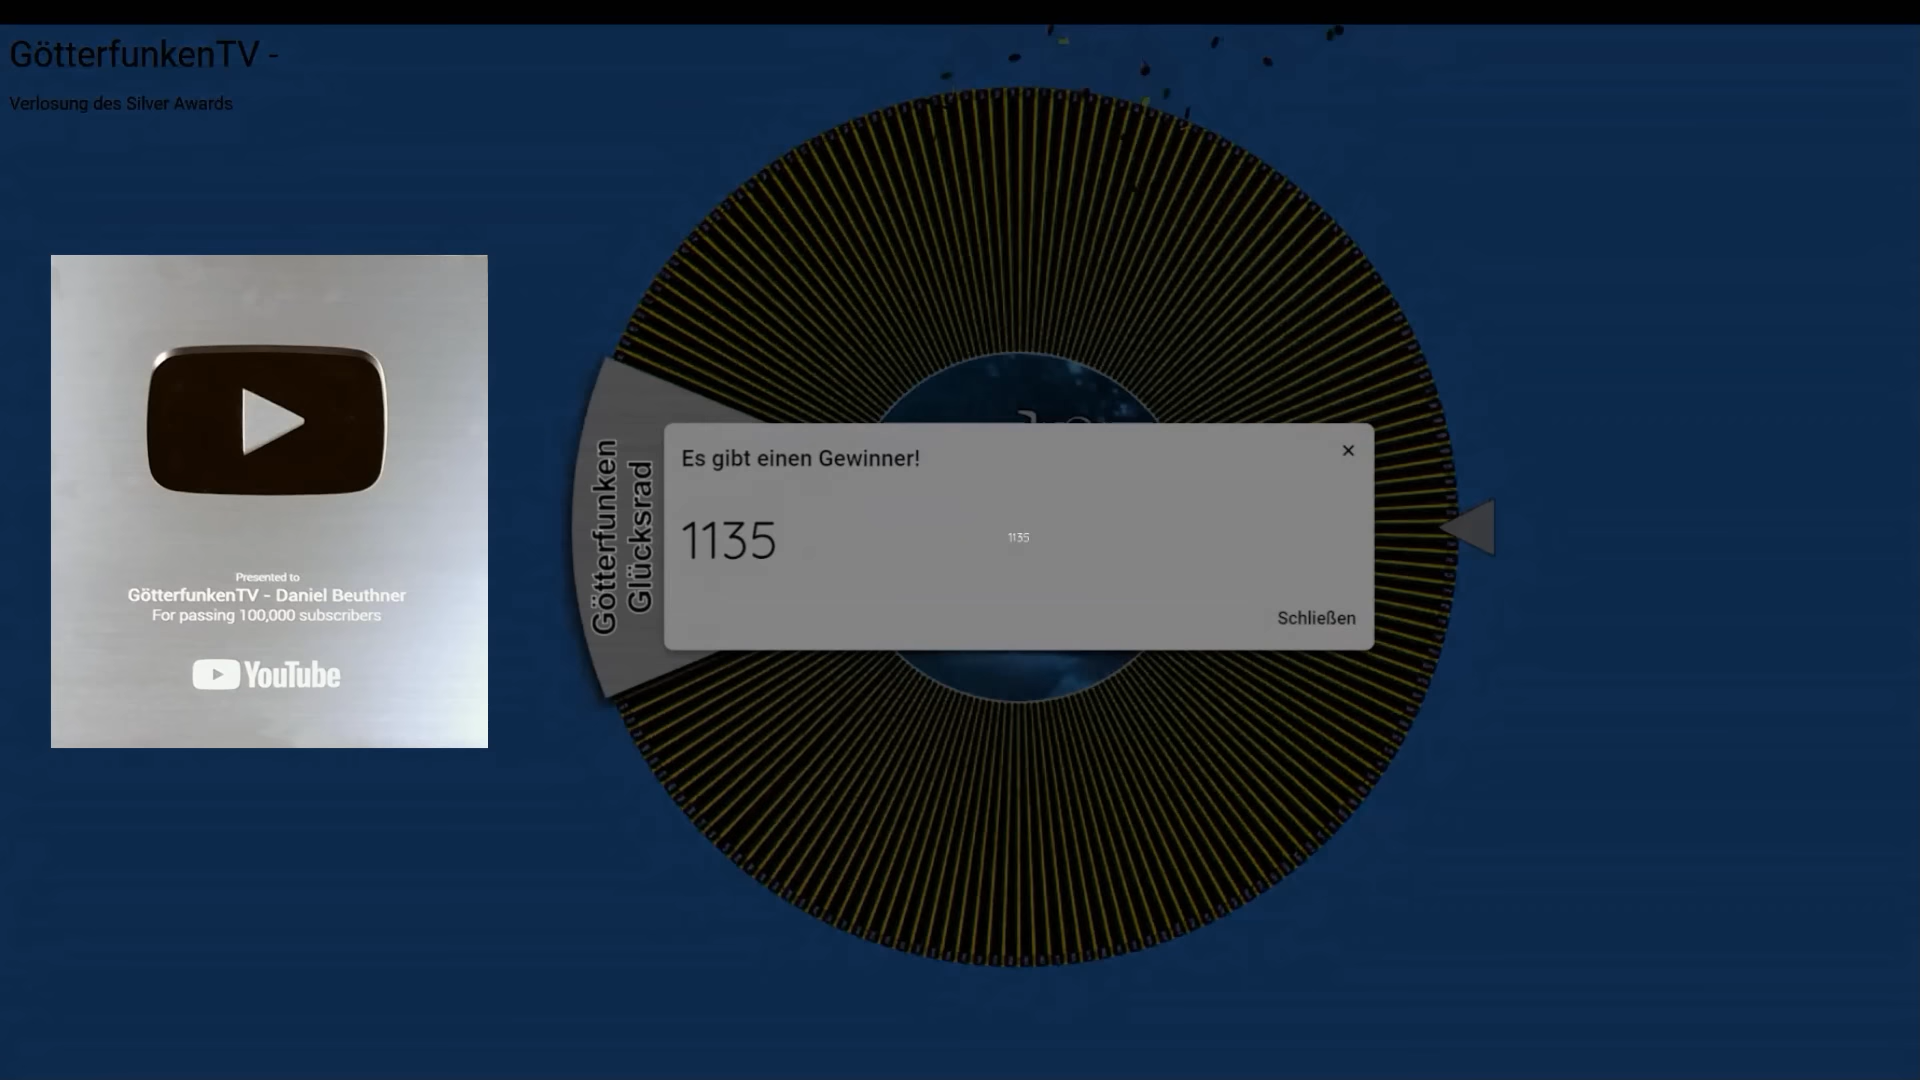 GötterfunkenTV -
Verlosung des Silver Awards
Presented to
GötterfunkenTV - Daniel Beuthner
For passing 100,000 subscribers
YouTube
Götterfunken
Glücksrad
Es gibt einen Gewinner!
×
1135
1135
Schließen